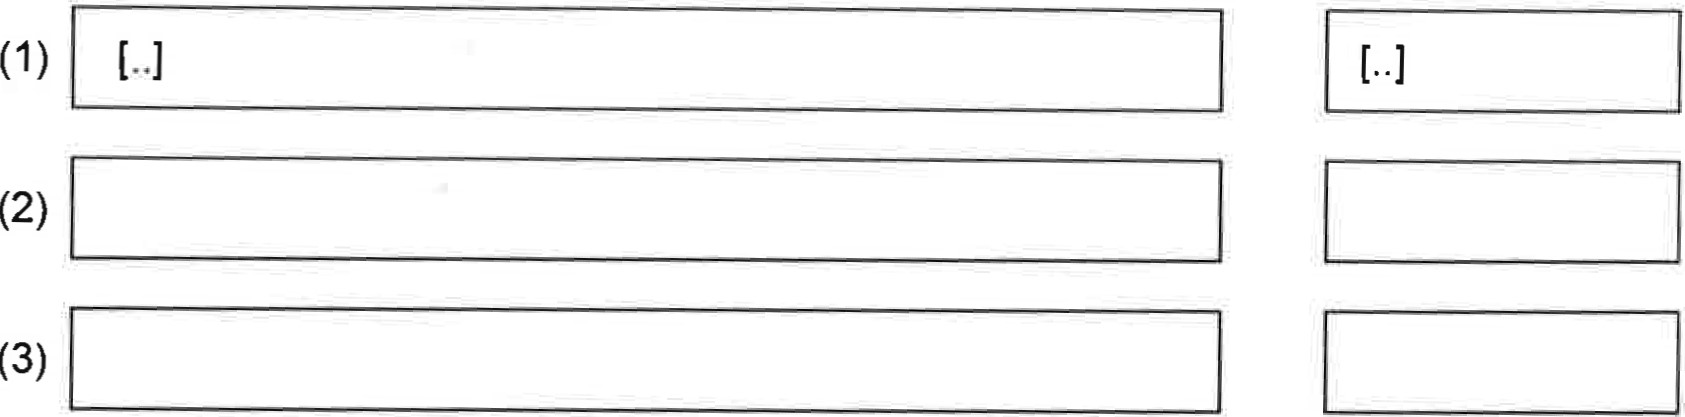 (1) [..] [..]
(2)
(3)